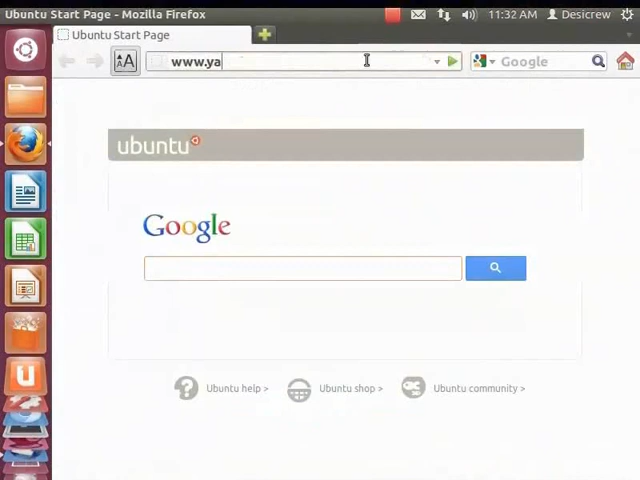 Ubuntu Start Page - Mozilla Firefox
11:32 AM
Desicrew
Ubuntu Start Page
AA
www.ya
Google
ubuntu
Google
Ubuntu help >
Ubuntu shop >
Ubuntu community >